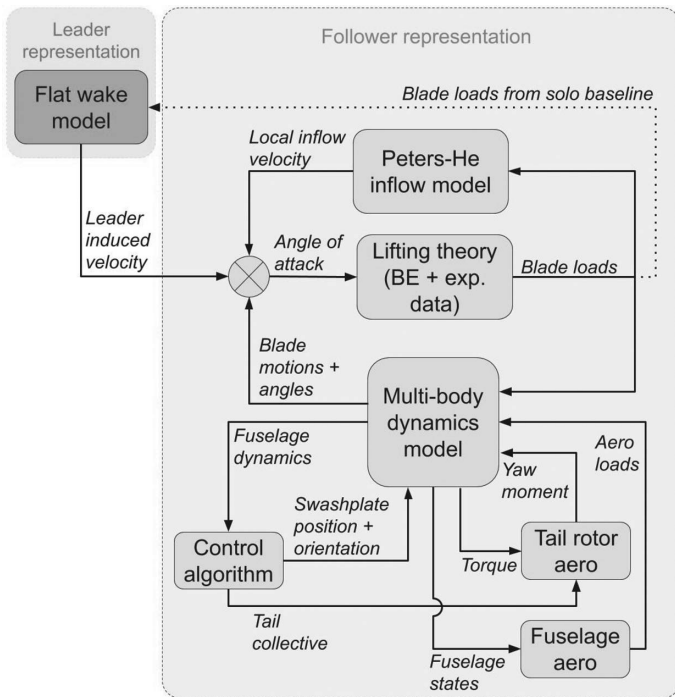 Leader
representation
Follower representation
Flat wake
model
Blade loads from solo baseline
Local inflow
velocity
Peters-He
inflow model
Leader
induced
velocity
Angle of
attack
Lifting theory
(BE + exp.
data)
Blade loads
Blade
motions +
angles
Multi-body
dynamics
model
Fuselage
dynamics
Aero
loads
Yaw
moment
Swashplate
position +
orientation
Control
algorithm
Torque
Tail rotor
aero
Tail
collective
Fuselage
states
Fuselage
aero